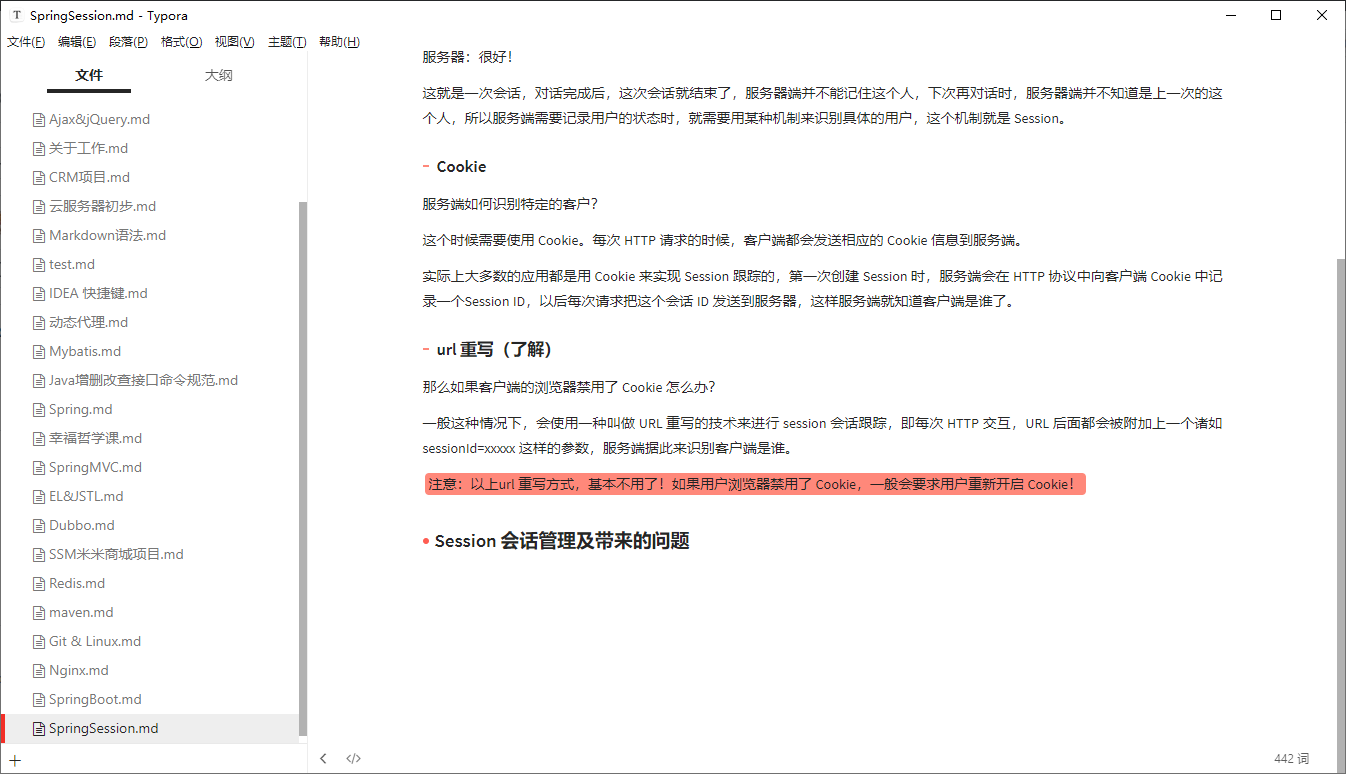 SpringSession.md - Typora
文件(F) 编辑(E) 段落(P) 格式(O) 视图(V) 主题(T) 帮助(H)
文件 大纲
Ajax&jQuery.md
关于工作.md
CRM项目.md
云服务器初步.md
Markdown语法.md
test.md
IDEA 快捷键.md
动态代理.md
Mybatis.md
Java增删改查接口命令规范.md
Spring.md
幸福哲学课.md
SpringMVC.md
EL&JSTL.md
Dubbo.md
SSM米米商城项目.md
Redis.md
maven.md
Git & Linux.md
Nginx.md
SpringBoot.md
SpringSession.md
服务器：很好！
这就是一次会话，对话完成后，这次会话就结束了，服务器端并不能记住这个人，下次再对话时，服务器端并不知道是上一次的这
个人，所以服务端需要记录用户的状态时，就需要用某种机制来识别具体的用户，这个机制就是 Session。
- Cookie
服务端如何识别特定的客户？
这个时候需要使用 Cookie。每次 HTTP 请求的时候，客户端都会发送相应的 Cookie 信息到服务端。
实际上大多数的应用都是用 Cookie 来实现 Session 跟踪的，第一次创建 Session 时，服务端会在 HTTP 协议中向客户端 Cookie 中记
录一个Session ID，以后每次请求把这个会话 ID 发送到服务器，这样服务端就知道客户端是谁了。
- url 重写（了解）
那么如果客户端的浏览器禁用了 Cookie 怎么办？
一般这种情况下，会使用一种叫做 URL 重写的技术来进行 session 会话跟踪，即每次 HTTP 交互，URL 后面都会被附加上一个诸如
sessionId=xxxxx 这样的参数，服务端据此来识别客户端是谁。
注意：以上url 重写方式，基本不用了！如果用户浏览器禁用了 Cookie，一般会要求用户重新开启 Cookie！
• Session 会话管理及带来的问题
442 词